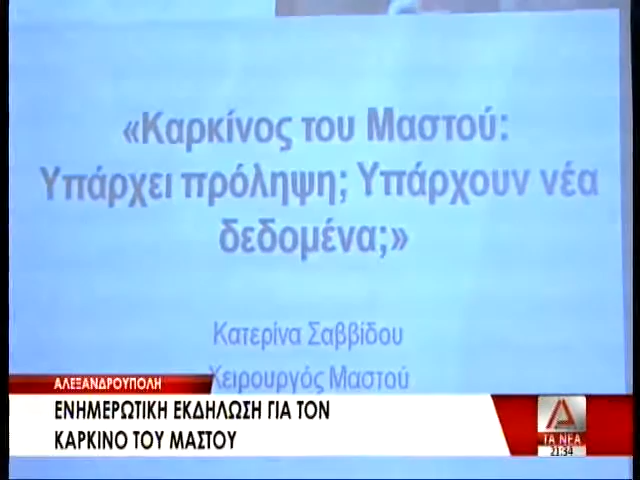 «Καρκίνος του Μαστού:
Υπάρχει πρόληψη; Υπάρχουν νέα
δεδομένα;»
Κατερίνα Σαββίδου
Χειρουργός Μαστού
ΑΛΕΞΑΝΔΡΟΥΠΟΛΗ
ΕΝΗΜΕΡΩΤΙΚΗ ΕΚΔΗΛΩΣΗ ΓΙΑ ΤΟΝ
ΚΑΡΚΙΝΟ ΤΟΥ ΜΑΣΤΟΥ
Δ
ΤΑ ΝΕΑ
21:34